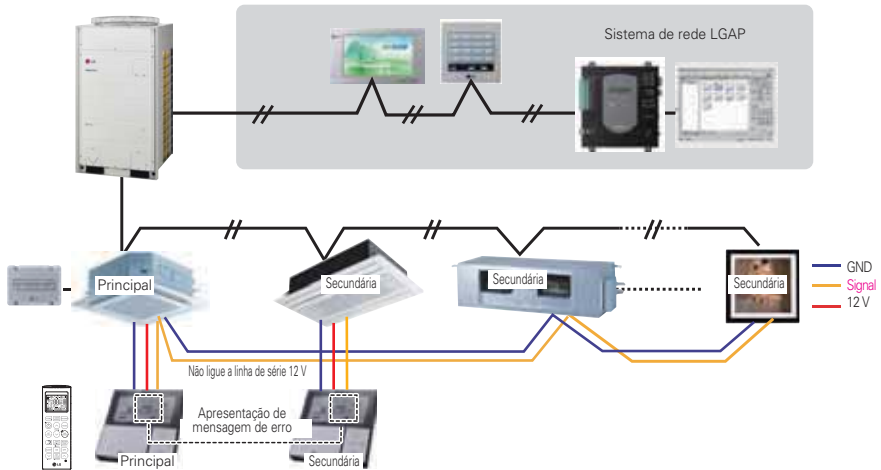 Sistema de rede LGAP
Principal
Secundária
Secundária
Secundária
GND
Signal
12 V
Não ligue a linha de série 12 V
Apresentação de
mensagem de erro
Principal
Secundária
LG